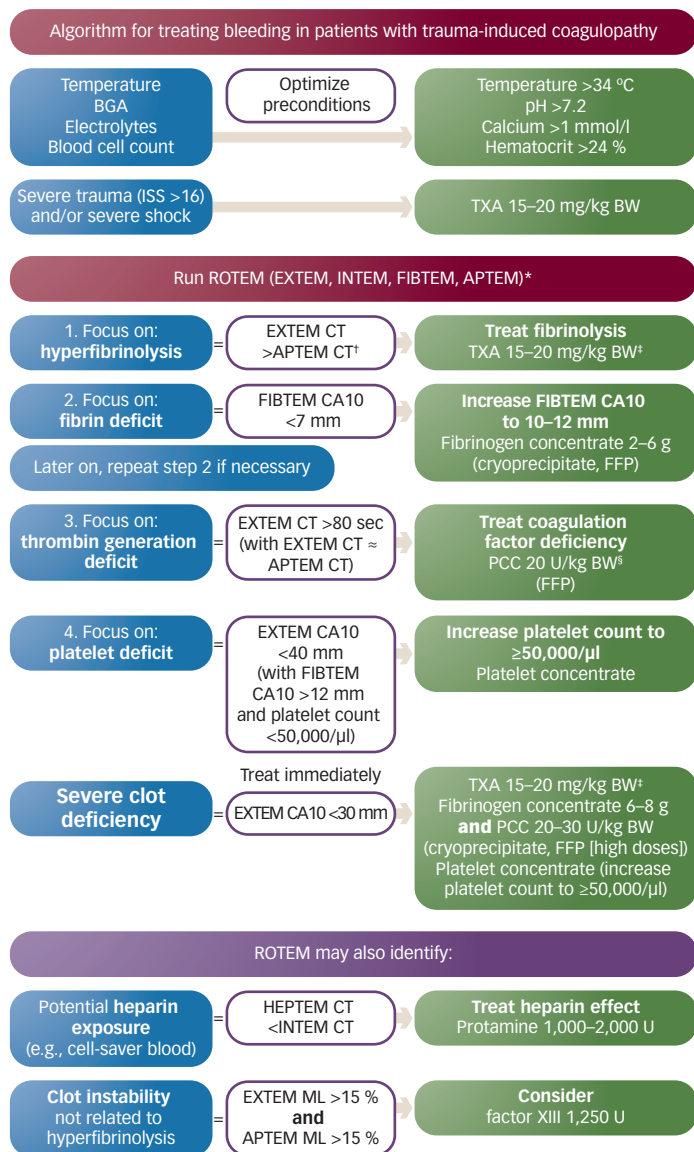 Algorithm for treating bleeding in patients with trauma-induced coagulopathy
Temperature
BGA
Electrolytes
Blood cell count
Optimize
preconditions
Temperature >34 ºC
pH >7.2
Calcium >1 mmol/l
Hematocrit >24 %
Severe trauma (ISS >16)
and/or severe shock
TXA 15–20 mg/kg BW
Run ROTEM (EXTEM, INTEM, FIBTEM, APTEM)*
1. Focus on:
hyperfibrinolysis
=
EXTEM CT
>APTEM CT†
Treat fibrinolysis
TXA 15–20 mg/kg BW‡
2. Focus on:
fibrin deficit
=
FIBTEM CA10
<7 mm
Increase FIBTEM CA10
to 10–12 mm
Fibrinogen concentrate 2–6 g
(cryoprecipitate, FFP)
Later on, repeat step 2 if necessary
3. Focus on:
thrombin generation
deficit
=
EXTEM CT >80 sec
(with EXTEM CT ≈
APTEM CT)
Treat coagulation
factor deficiency
PCC 20 U/kg BW§
(FFP)
4. Focus on:
platelet deficit
=
EXTEM CA10
<40 mm
(with FIBTEM
CA10 >12 mm
and platelet count
<50,000/µl)
Increase platelet count to
≥50,000/µl
Platelet concentrate
Severe clot
deficiency
=
Treat immediately
EXTEM CA10 <30 mm
TXA 15–20 mg/kg BW‡
Fibrinogen concentrate 6–8 g
and PCC 20–30 U/kg BW
(cryoprecipitate, FFP [high doses])
Platelet concentrate (increase
platelet count to ≥50,000/µl)
ROTEM may also identify:
Potential heparin
exposure
(e.g., cell-saver blood)
=
HEPTEM CT
<INTEM CT
Treat heparin effect
Protamine 1,000–2,000 U
Clot instability
not related to
hyperfibrinolysis
=
EXTEM ML >15 %
and
APTEM ML >15 %
Consider
factor XIII 1,250 U